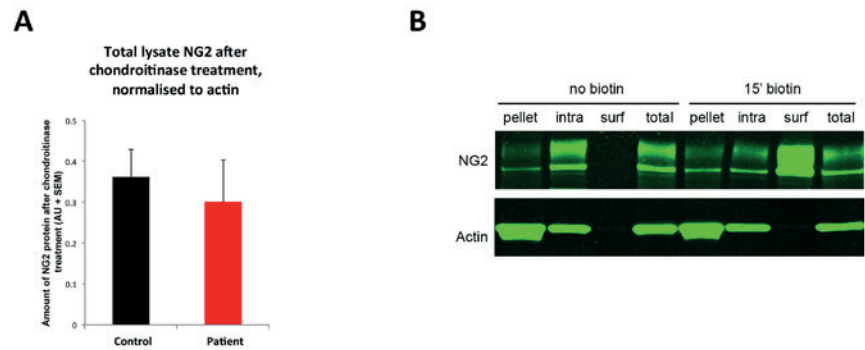 A
Total lysate NG2 after
chondroitinase treatment,
normalised to actin
Amount of NG2 protein after chondroitinase
treatment (AU + SEM)
0.5
0.4
0.3
0.2
0.1
0
Control Patient
B
no biotin 15' biotin
pellet intra surf total pellet intra surf total
NG2
Actin